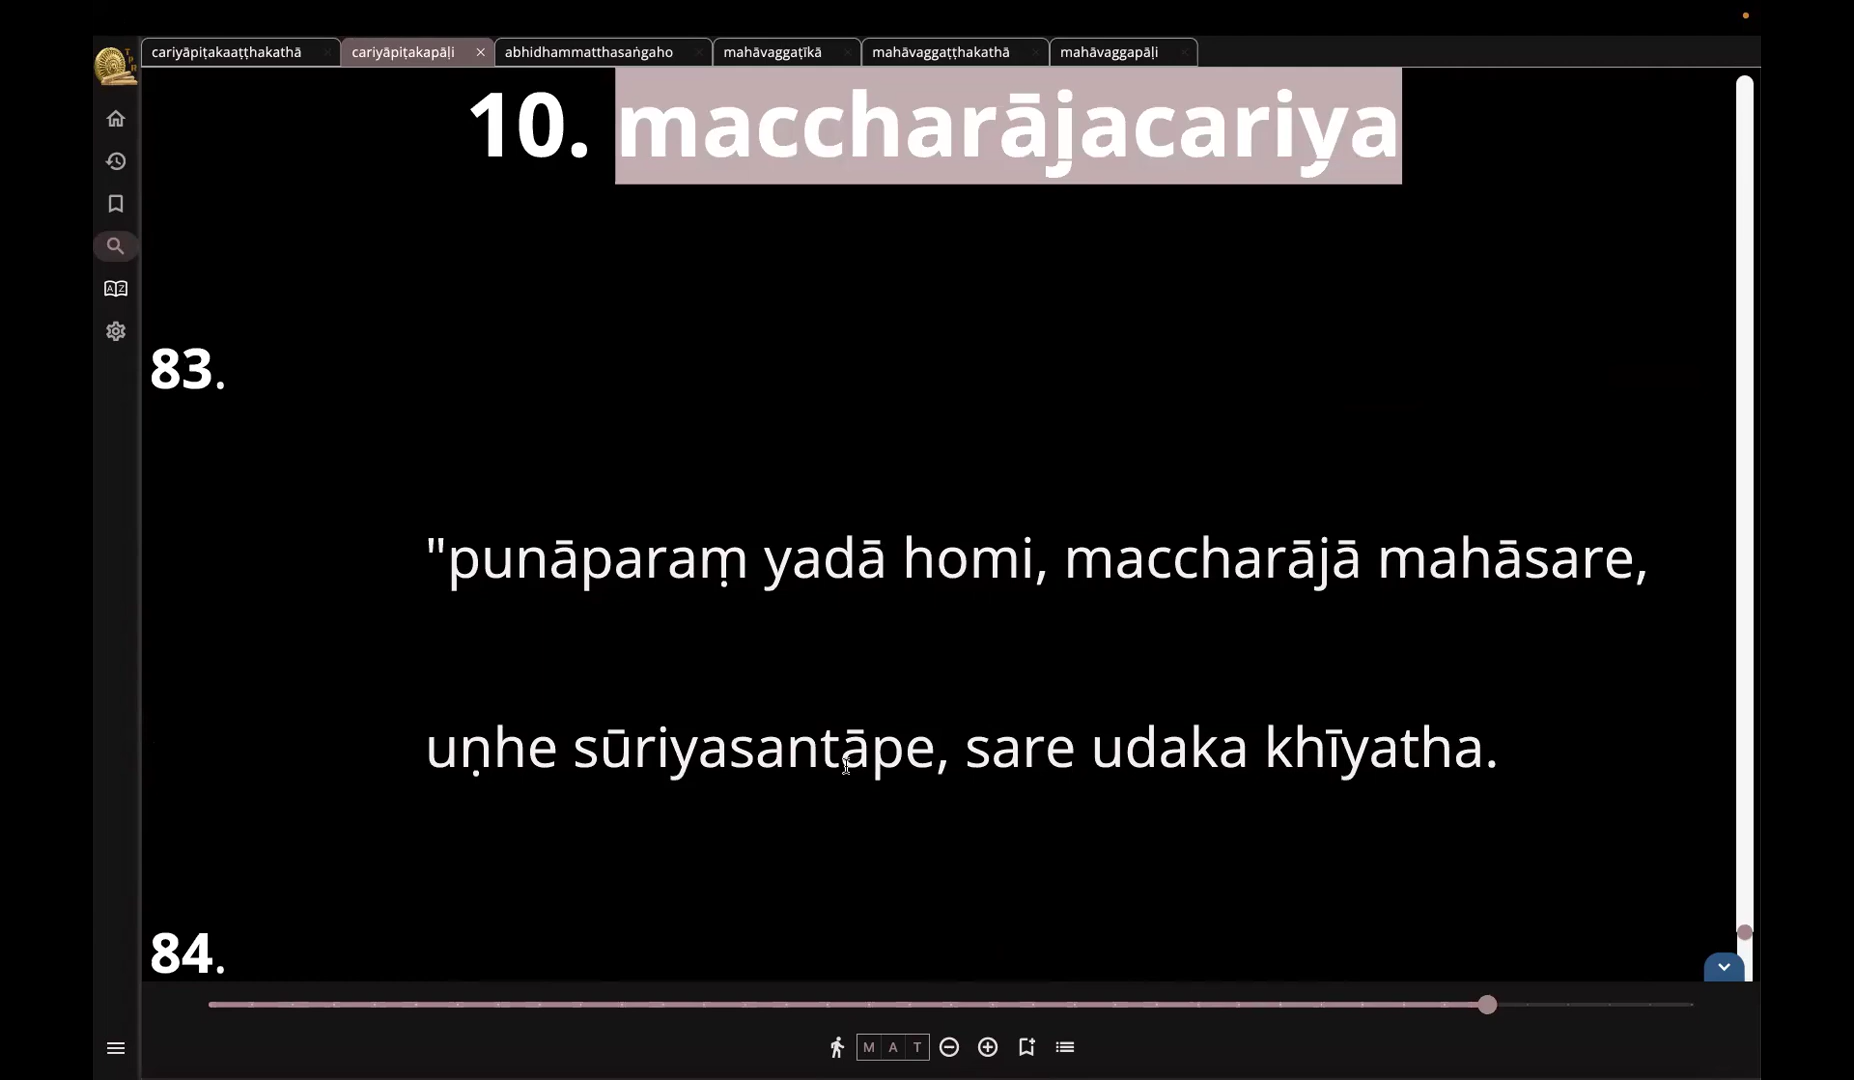 cariyāpiṭakaaṭṭhakathā cariyāpiṭakapāḷi abhidhammatthasaṅgaho mahāvaggaṭīkā mahāvaggaṭṭhakathā mahāvaggapāḷi
T
P
R
10. maccharājacariya
83.
"punāparaṃ yadā homi, maccharājā mahāsare,
uṇhe sūriyasantāpe, sare udaka khīyatha.
84.
M A T